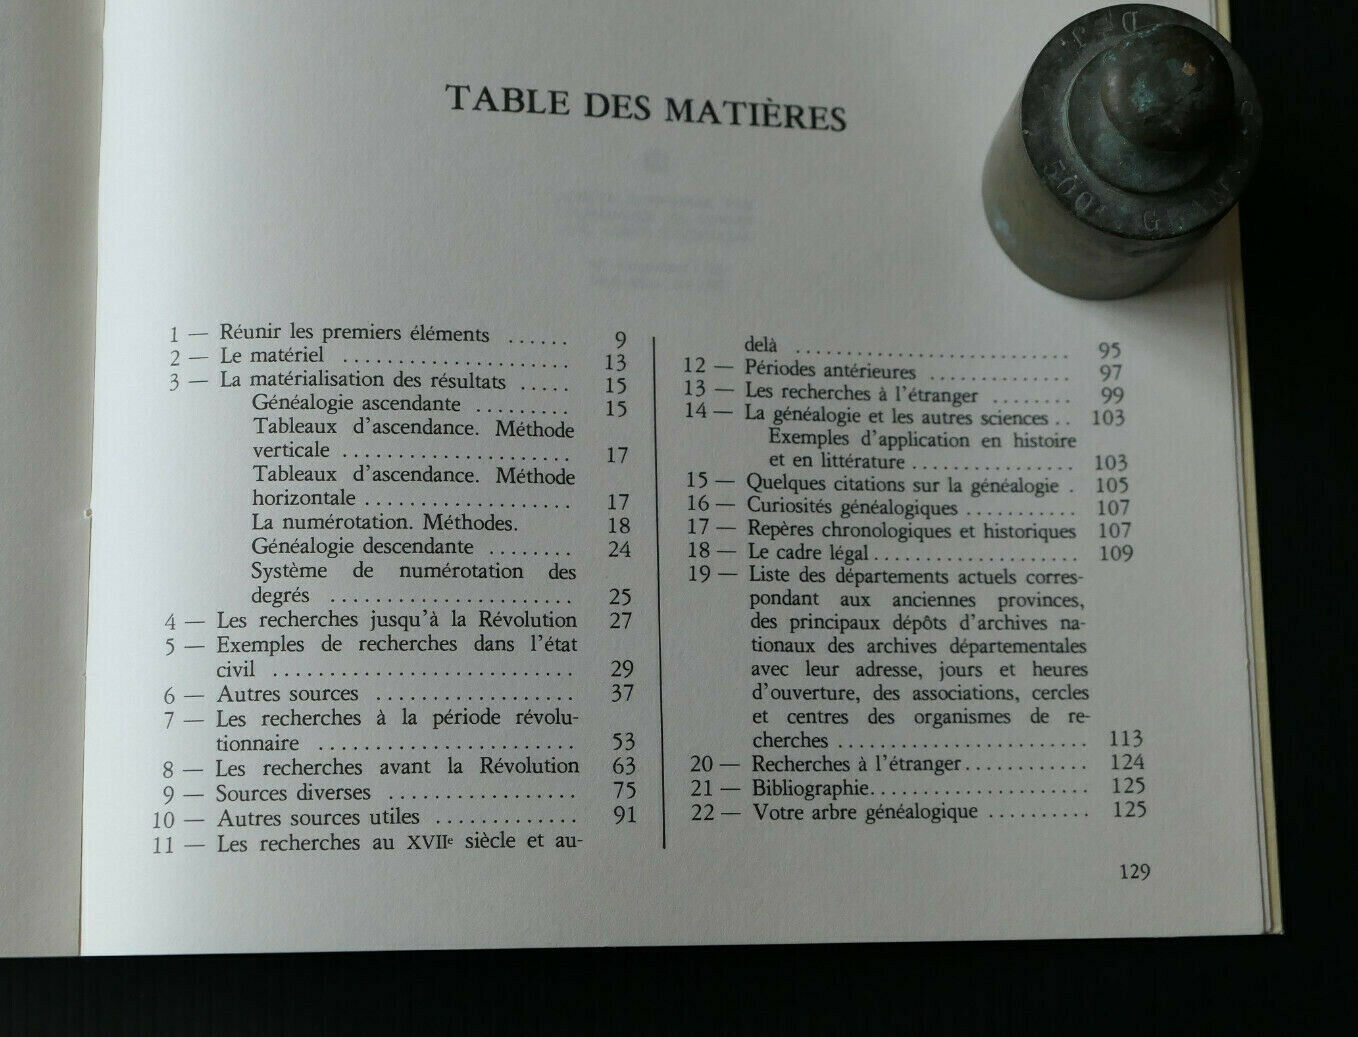 TABLE DES MATIÈRES
1 — Réunir les premiers éléments ...... 9
2 — Le matériel .................... 13
3 — La matérialisation des résultats ..... 15
Généalogie ascendante ......... 15
Tableaux d'ascendance. Méthode
verticale .................... 17
Tableaux d'ascendance. Méthode
horizontale .................. 17
La numérotation. Méthodes. 18
Généalogie descendante ........ 24
Système de numérotation des
degrés ..................... 25
4 — Les recherches jusqu'à la Révolution 27
5 — Exemples de recherches dans l'état
civil .......................... 29
6 — Autres sources ................. 37
7 — Les recherches à la période révolu-
tionnaire ...................... 53
8 — Les recherches avant la Révolution 63
9 — Sources diverses ................ 75
10 — Autres sources utiles ............ 91
11 — Les recherches au XVIIe siècle et au-
delà .......................... 95
12 — Périodes antérieures ............. 97
13 — Les recherches à l'étranger ........ 99
14 — La généalogie et les autres sciences .. 103
Exemples d'application en histoire
et en littérature ............... 103
15 — Quelques citations sur la généalogie . 105
16 — Curiosités généalogiques .......... 107
17 — Repères chronologiques et historiques 107
18 — Le cadre légal ................... 109
19 — Liste des départements actuels corres-
pondant aux anciennes provinces,
des principaux dépôts d'archives na-
tionaux des archives départementales
avec leur adresse, jours et heures
d'ouverture, des associations, cercles
et centres des organismes de re-
cherches ....................... 113
20 — Recherches à l'étranger ............ 124
21 — Bibliographie ..................... 125
22 — Votre arbre généalogique .......... 125
129
500